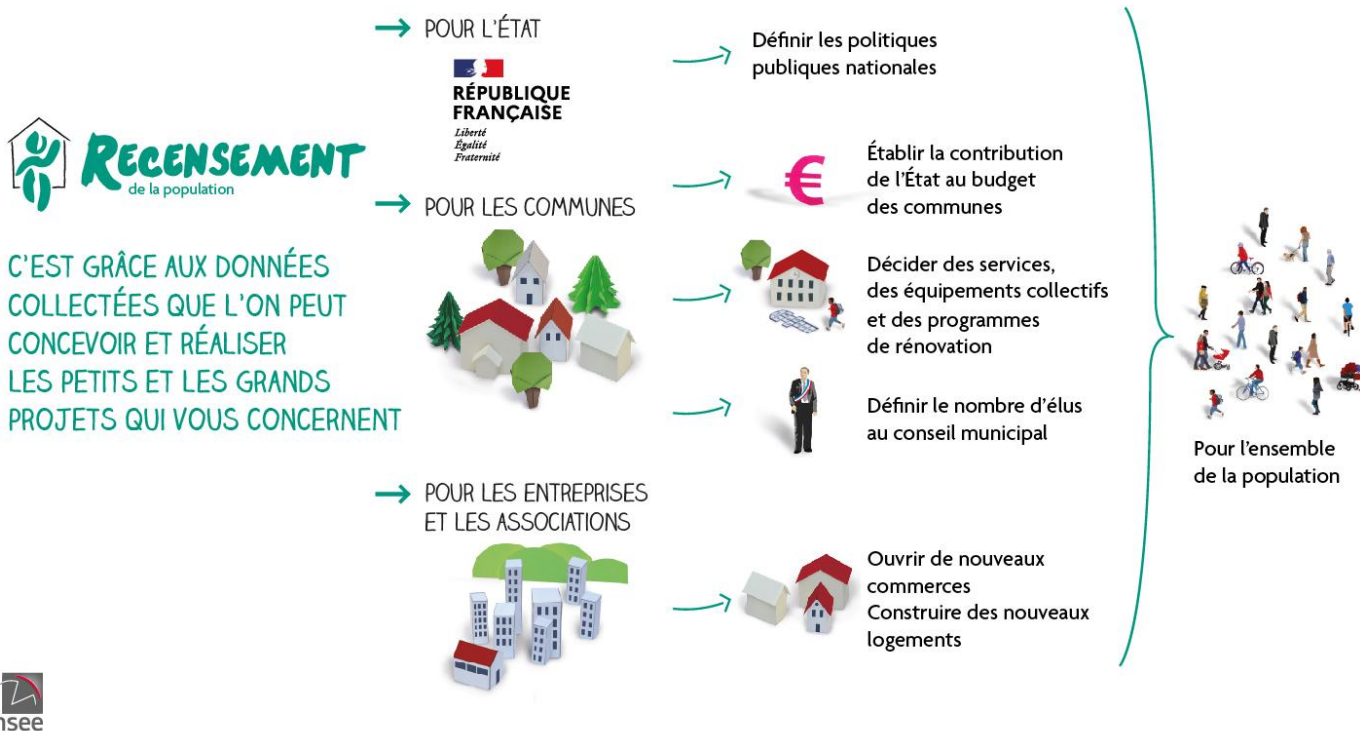 RECENSEMENT
de la population
C'EST GRÂCE AUX DONNÉES
COLLECTÉES QUE L'ON PEUT
CONCEVOIR ET RÉALISER
LES PETITS ET LES GRANDS
PROJETS QUI VOUS CONCERNENT
POUR L'ÉTAT
RÉPUBLIQUE
FRANÇAISE
Liberté
Égalité
Fraternité
Définir les politiques
publiques nationales
POUR LES COMMUNES
Établir la contribution
de l'État au budget
des communes
€
Décider des services,
des équipements collectifs
et des programmes
de rénovation
Définir le nombre d'élus
au conseil municipal
POUR LES ENTREPRISES
ET LES ASSOCIATIONS
Ouvrir de nouveaux
commerces
Construire des nouveaux
logements
Pour l'ensemble
de la population
nsee